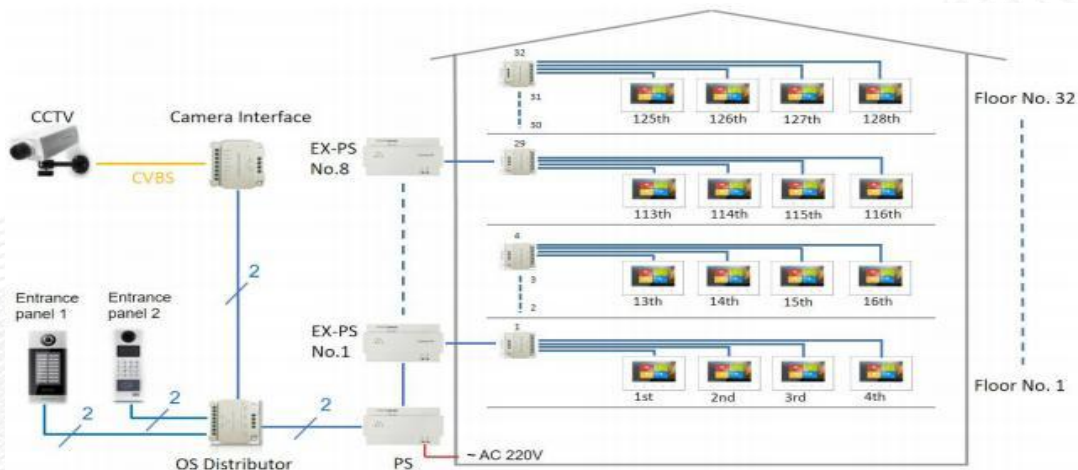 CCTV
Camera Interface
CVBS
2
Entrance
panel 1
Entrance
panel 2
2
2
OS Distributor
2
EX-PS
No.8
EX-PS
No.1
PS
~ AC 220V
32
31
30
125th 126th 127th 128th
29
113th 114th 115th 116th
4
3
2
13th 14th 15th 16th
1
1st 2nd 3rd 4th
Floor No. 32
Floor No. 1